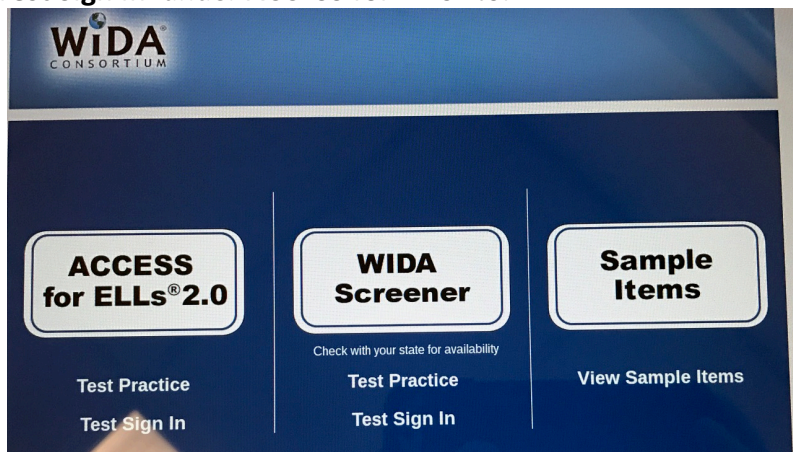 WiDA®
CONSORTIUM
ACCESS
for ELLs®2.0
Test Practice
Test Sign In
WIDA
Screener
Check with your state for availability
Test Practice
Test Sign In
Sample
Items
View Sample Items